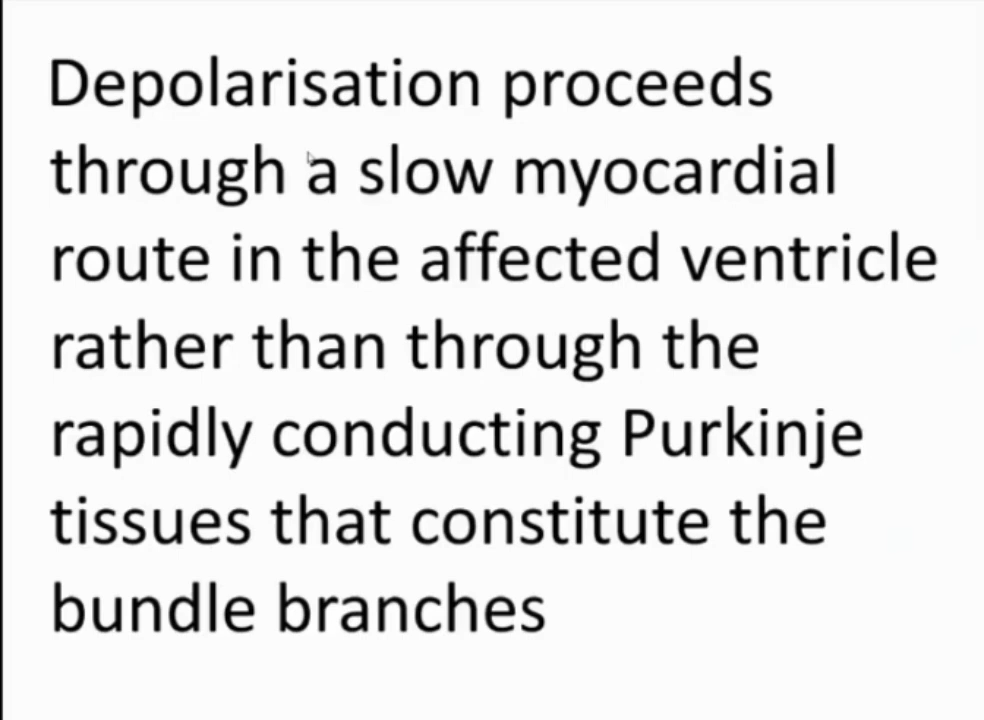 Depolarisation proceeds
through a slow myocardial
route in the affected ventricle
rather than through the
rapidly conducting Purkinje
tissues that constitute the
bundle branches